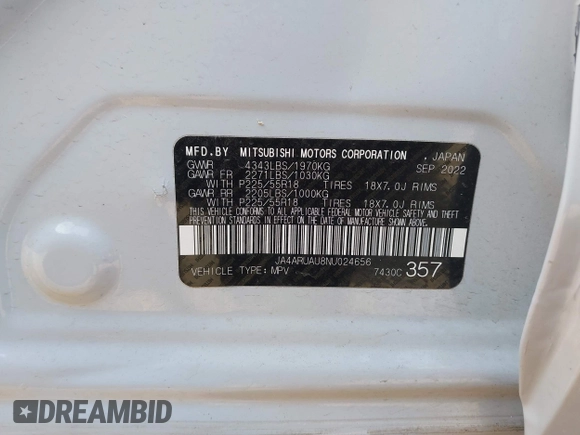 MFD.BY MITSUBISHI MOTORS CORPORATION , JAPAN
GVWR 4343LBS/1970KG SEP 2022
GAWR FR 2271LBS/1030KG
WITH P225/55R18 TIRES 18X7.0J RIMS
GAWR RR 2205LBS/1000KG
WITH P225/55R18 TIRES 18X7.0J RIMS
THIS VEHICLE CONFORMS TO ALL APPLICABLE FEDERAL MOTOR VEHICLE SAFETY AND THEFT
PREVENTION STANDARDS IN EFFECT ON THE DATE OF MANUFACTURE SHOWN ABOVE.
JA4ARUAU8NU024656
VEHICLE TYPE: MPV 7430C 357
DREAMBID